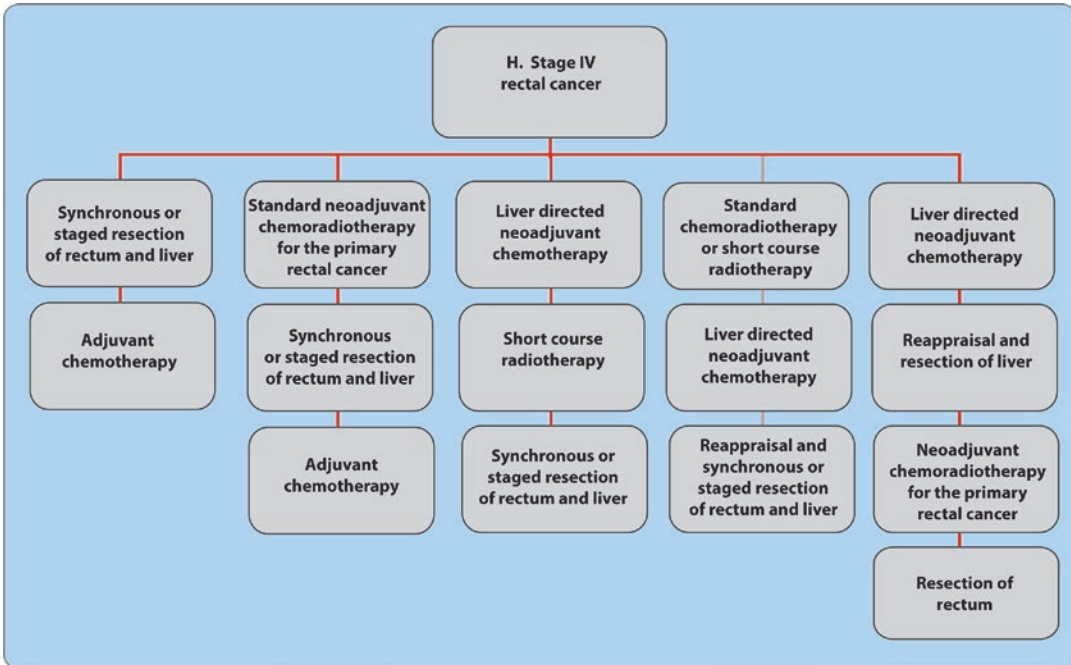 H. Stage IV
rectal cancer
Synchronous or
staged resection
of rectum and liver
Adjuvant
chemotherapy
Standard neoadjuvant
chemoradiotherapy
for the primary
rectal cancer
Synchronous
or staged resection
of rectum and liver
Adjuvant
chemotherapy
Liver directed
neoadjuvant
chemotherapy
Short course
radiotherapy
Synchronous or
staged resection
of rectum and liver
Standard
chemoradiotherapy
or short course
radiotherapy
Liver directed
neoadjuvant
chemotherapy
Reappraisal and
synchronous or
staged resection
of rectum and liver
Liver directed
neoadjuvant
chemotherapy
Reappraisal and
resection of liver
Neoadjuvant
chemoradiotherapy
for the primary
rectal cancer
Resection of
rectum